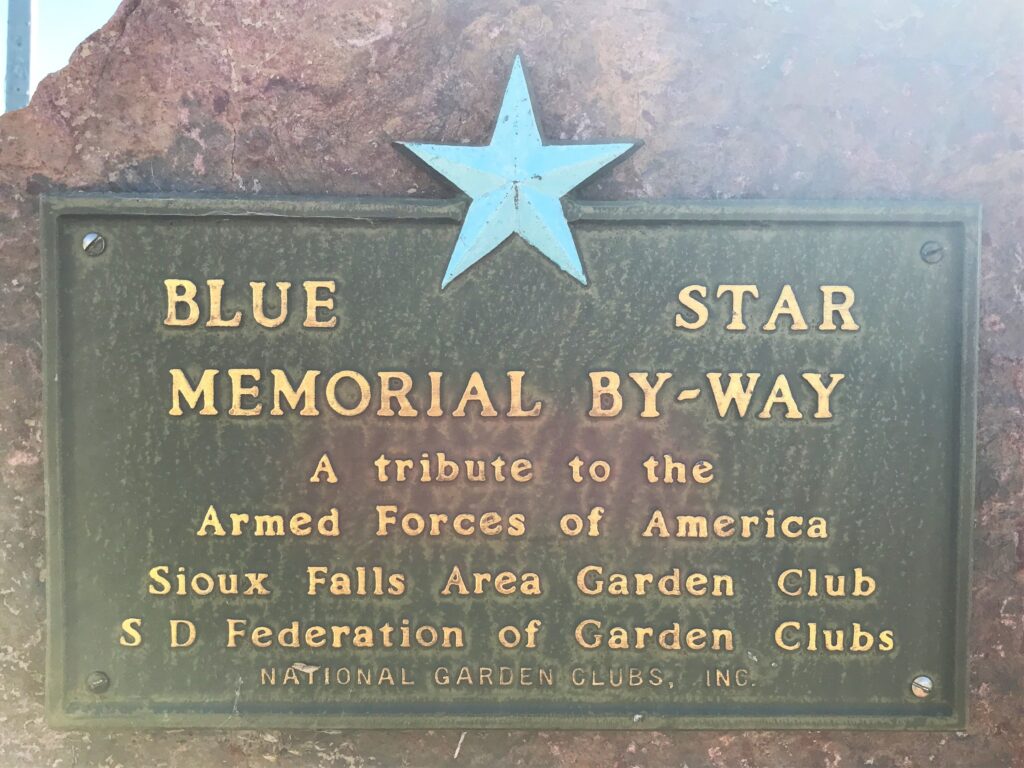 BLUE STAR
MEMORIAL BY-WAY
A tribute to the
Armed Forces of America
Sioux Falls Area Garden Club
S D Federation of Garden Clubs
NATIONAL GARDEN CLUBS, INC.